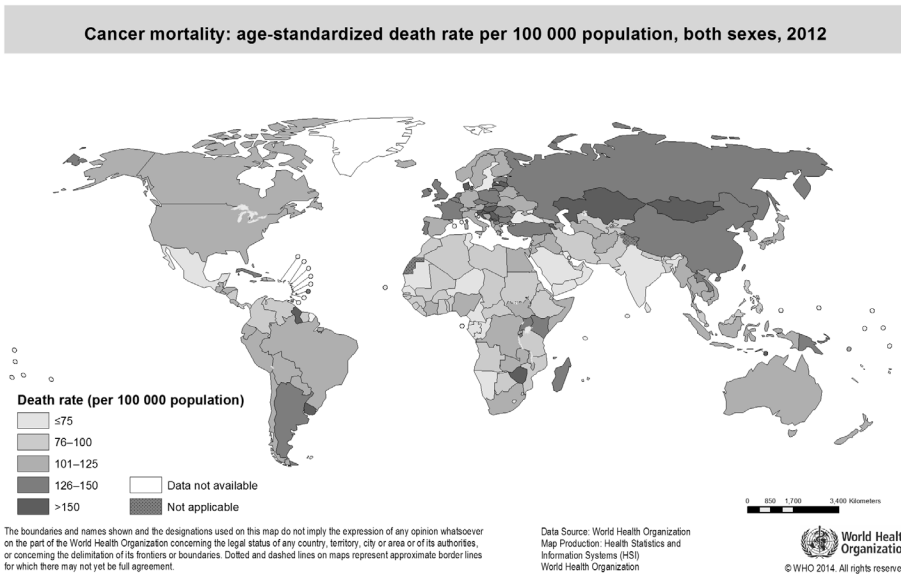 Cancer mortality: age-standardized death rate per 100 000 population, both sexes, 2012
Death rate (per 100 000 population)
≤75
76–100
101–125
126–150
>150
Data not available
Not applicable
0 850 1,700 3,400 Kilometers
The boundaries and names shown and the designations used on this map do not imply the expression of any opinion whatsoever
on the part of the World Health Organization concerning the legal status of any country, territory, city or area or of its authorities,
or concerning the delimitation of its frontiers or boundaries. Dotted and dashed lines on maps represent approximate border lines
for which there may not yet be full agreement.
Data Source: World Health Organization
Map Production: Health Statistics and
Information Systems (HSI)
World Health Organization
World Healt
Organizatio
© WHO 2014. All rights reserve